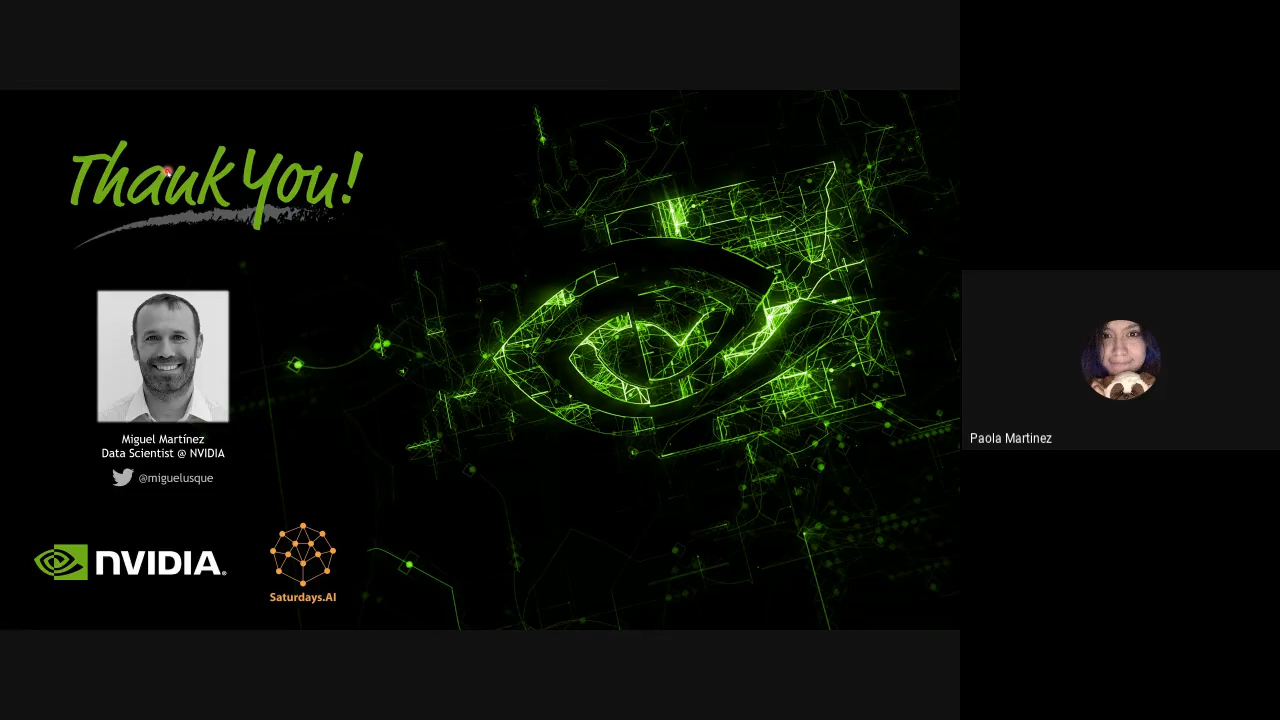 Thank You!
Miguel Martínez
Data Scientist @ NVIDIA
@miguelusque
NVIDIA®
Saturdays.AI
Paola Martinez